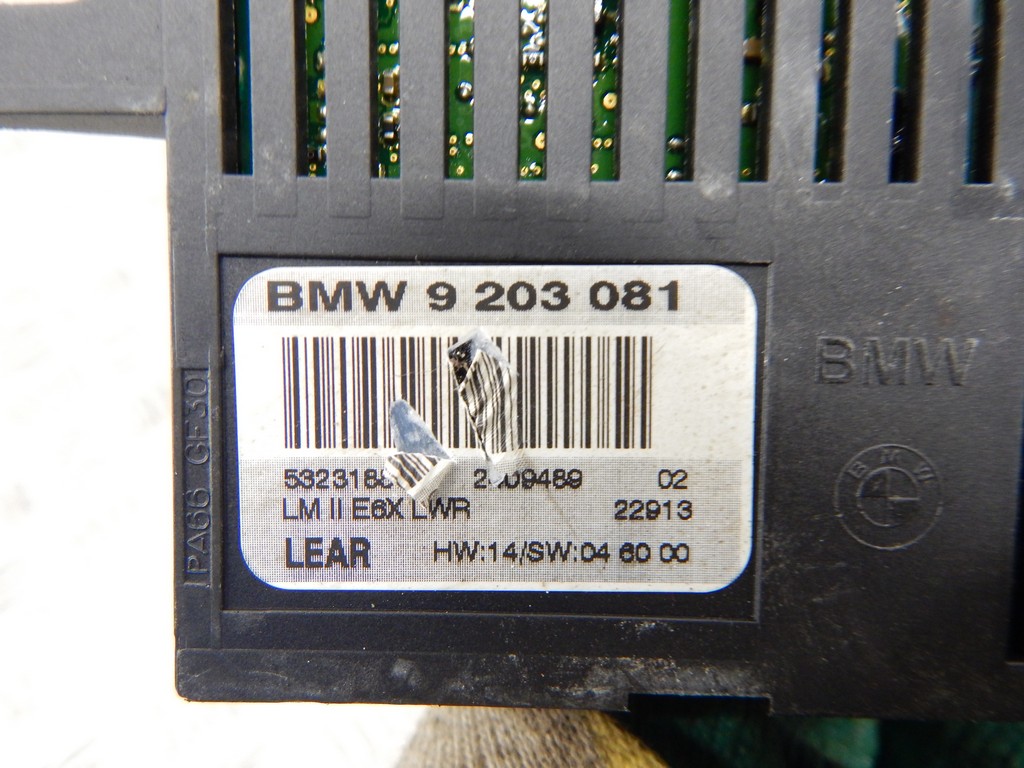 BMW 9 203 081
02
LM II E6X LWR 22913
LEAR HW:14/SW:04 60 00
PA66 GF30
BMW
BMW